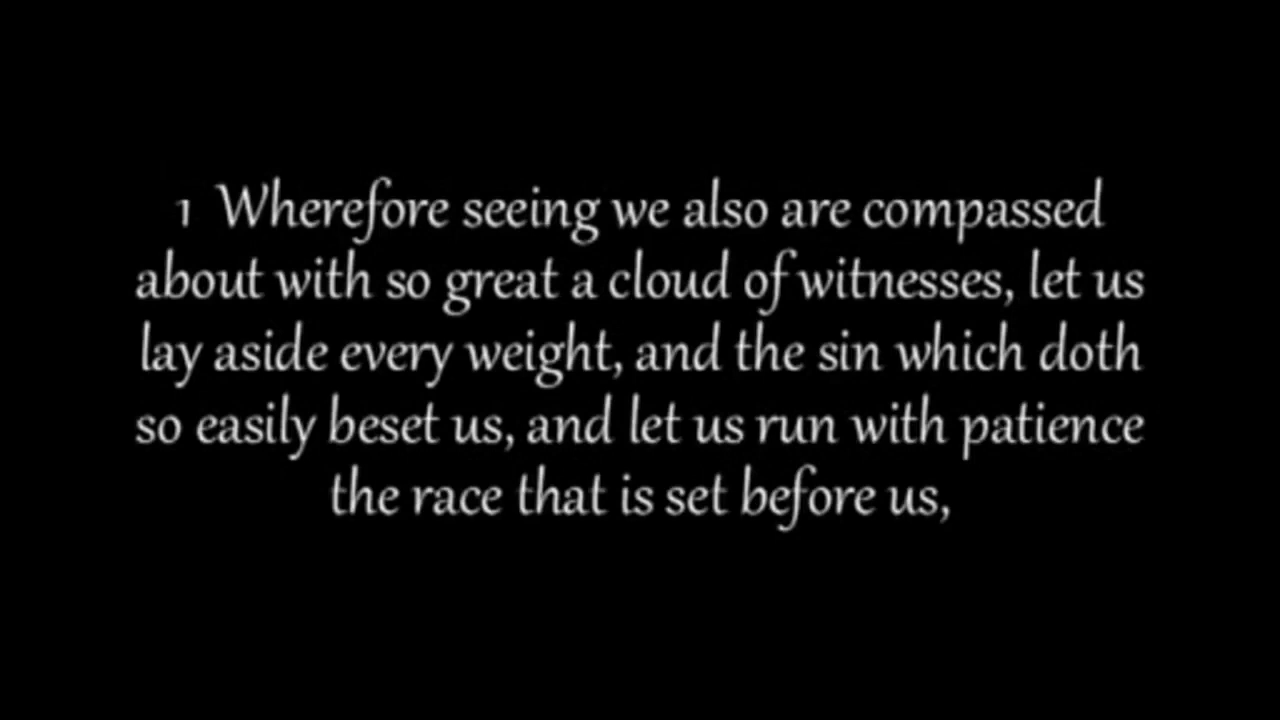 1 Wherefore seeing we also are compassed
about with so great a cloud of witnesses, let us
lay aside every weight, and the sin which doth
so easily beset us, and let us run with patience
the race that is set before us,